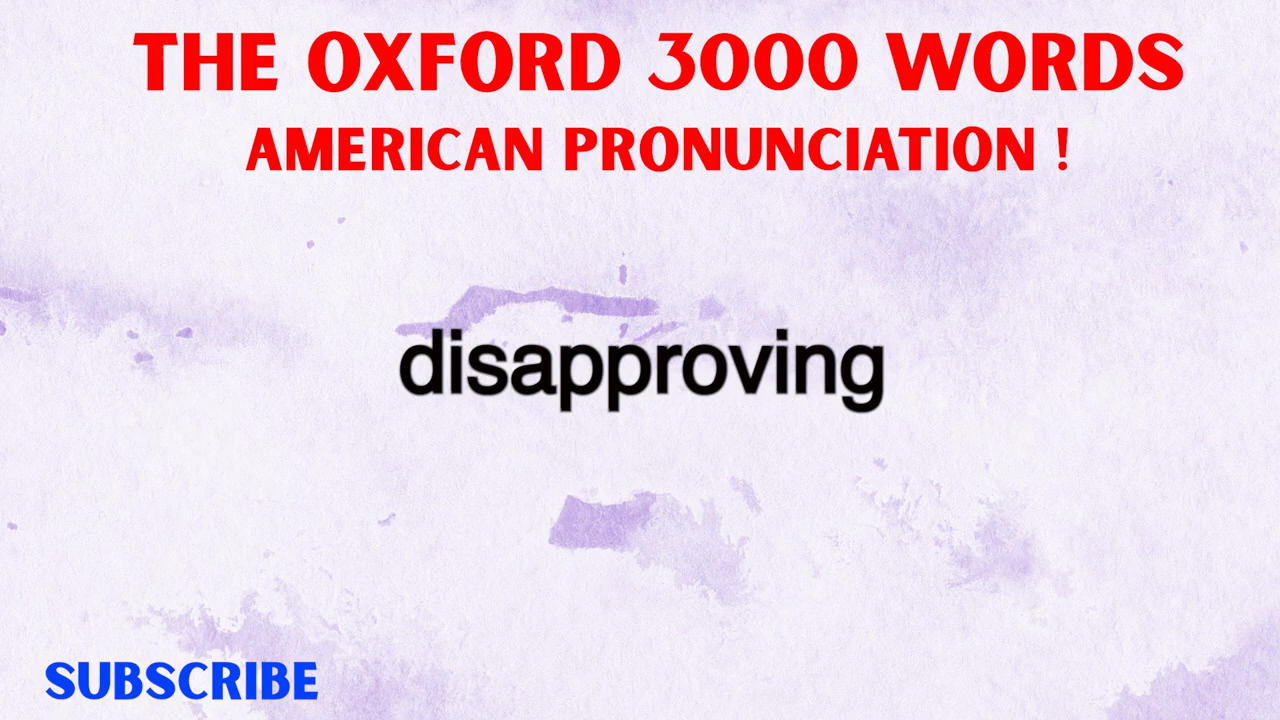 THE OXFORD 3000 WORDS
AMERICAN PRONUNCIATION !
disapproving
SUBSCRIBE